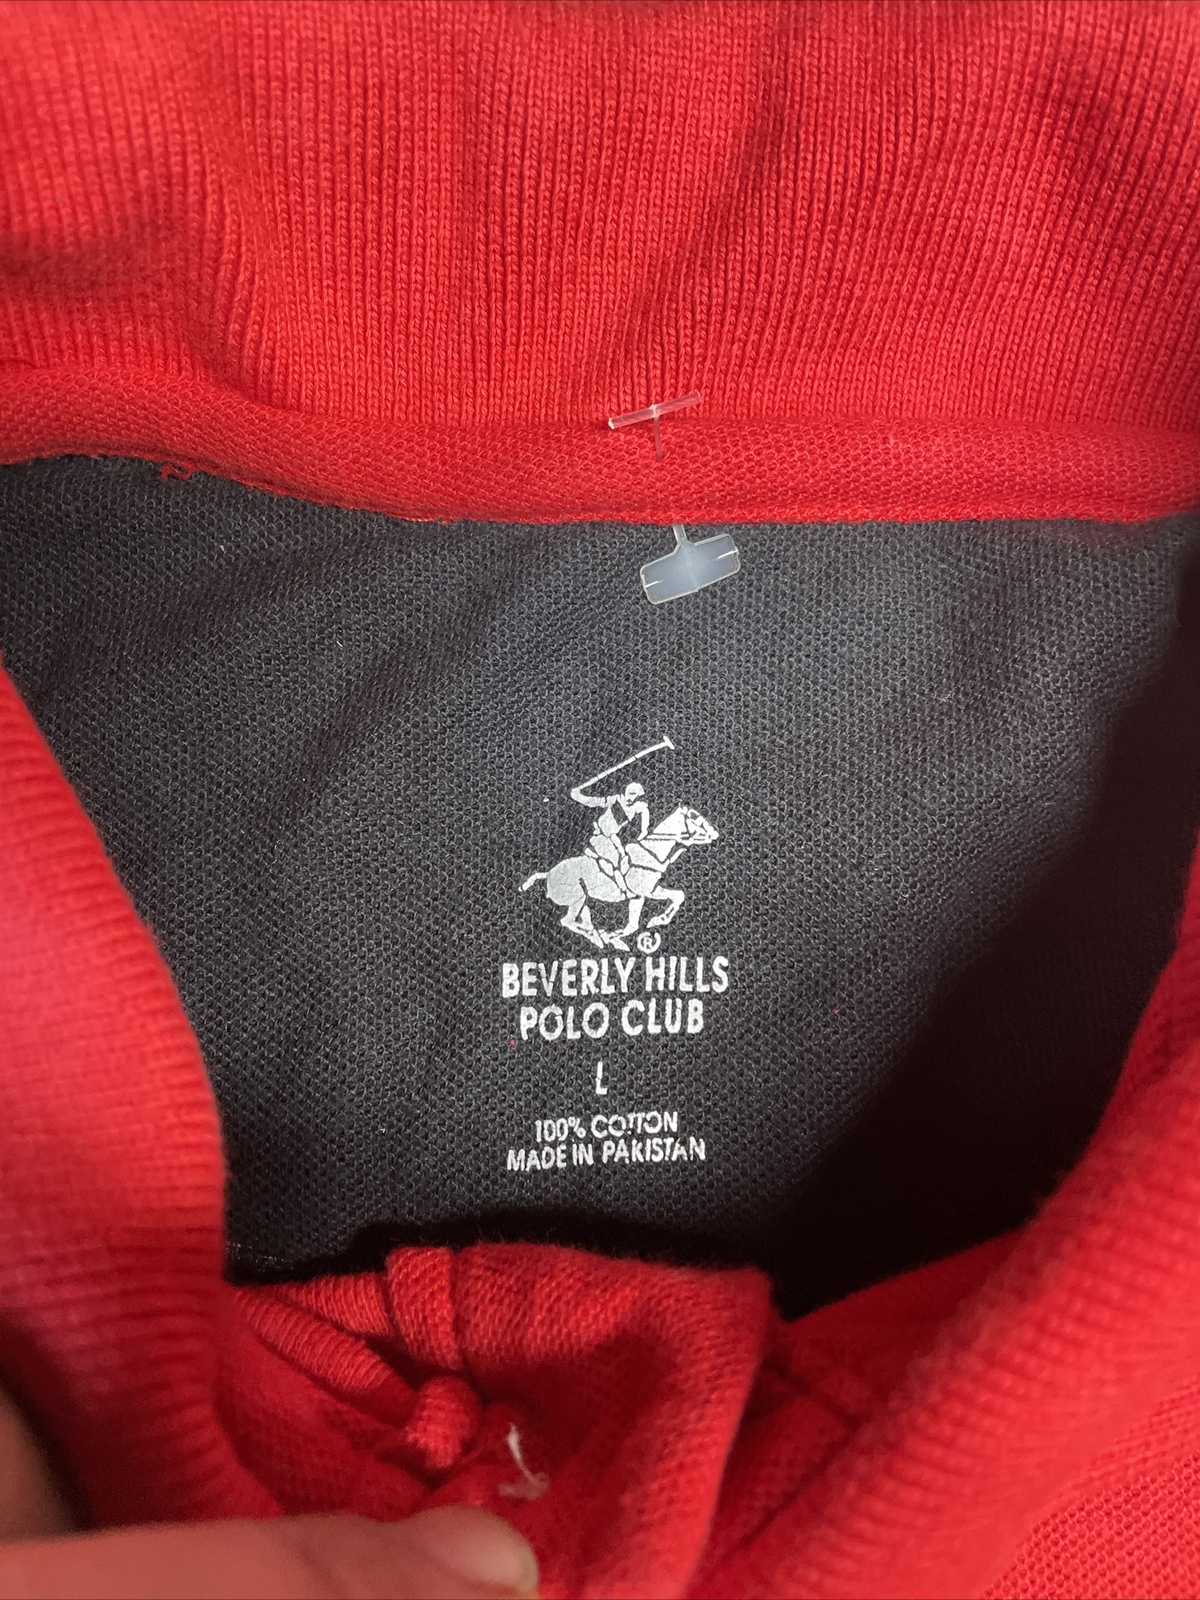 ®
BEVERLY HILLS
POLO CLUB
L
100% COTTON
MADE IN PAKISTAN